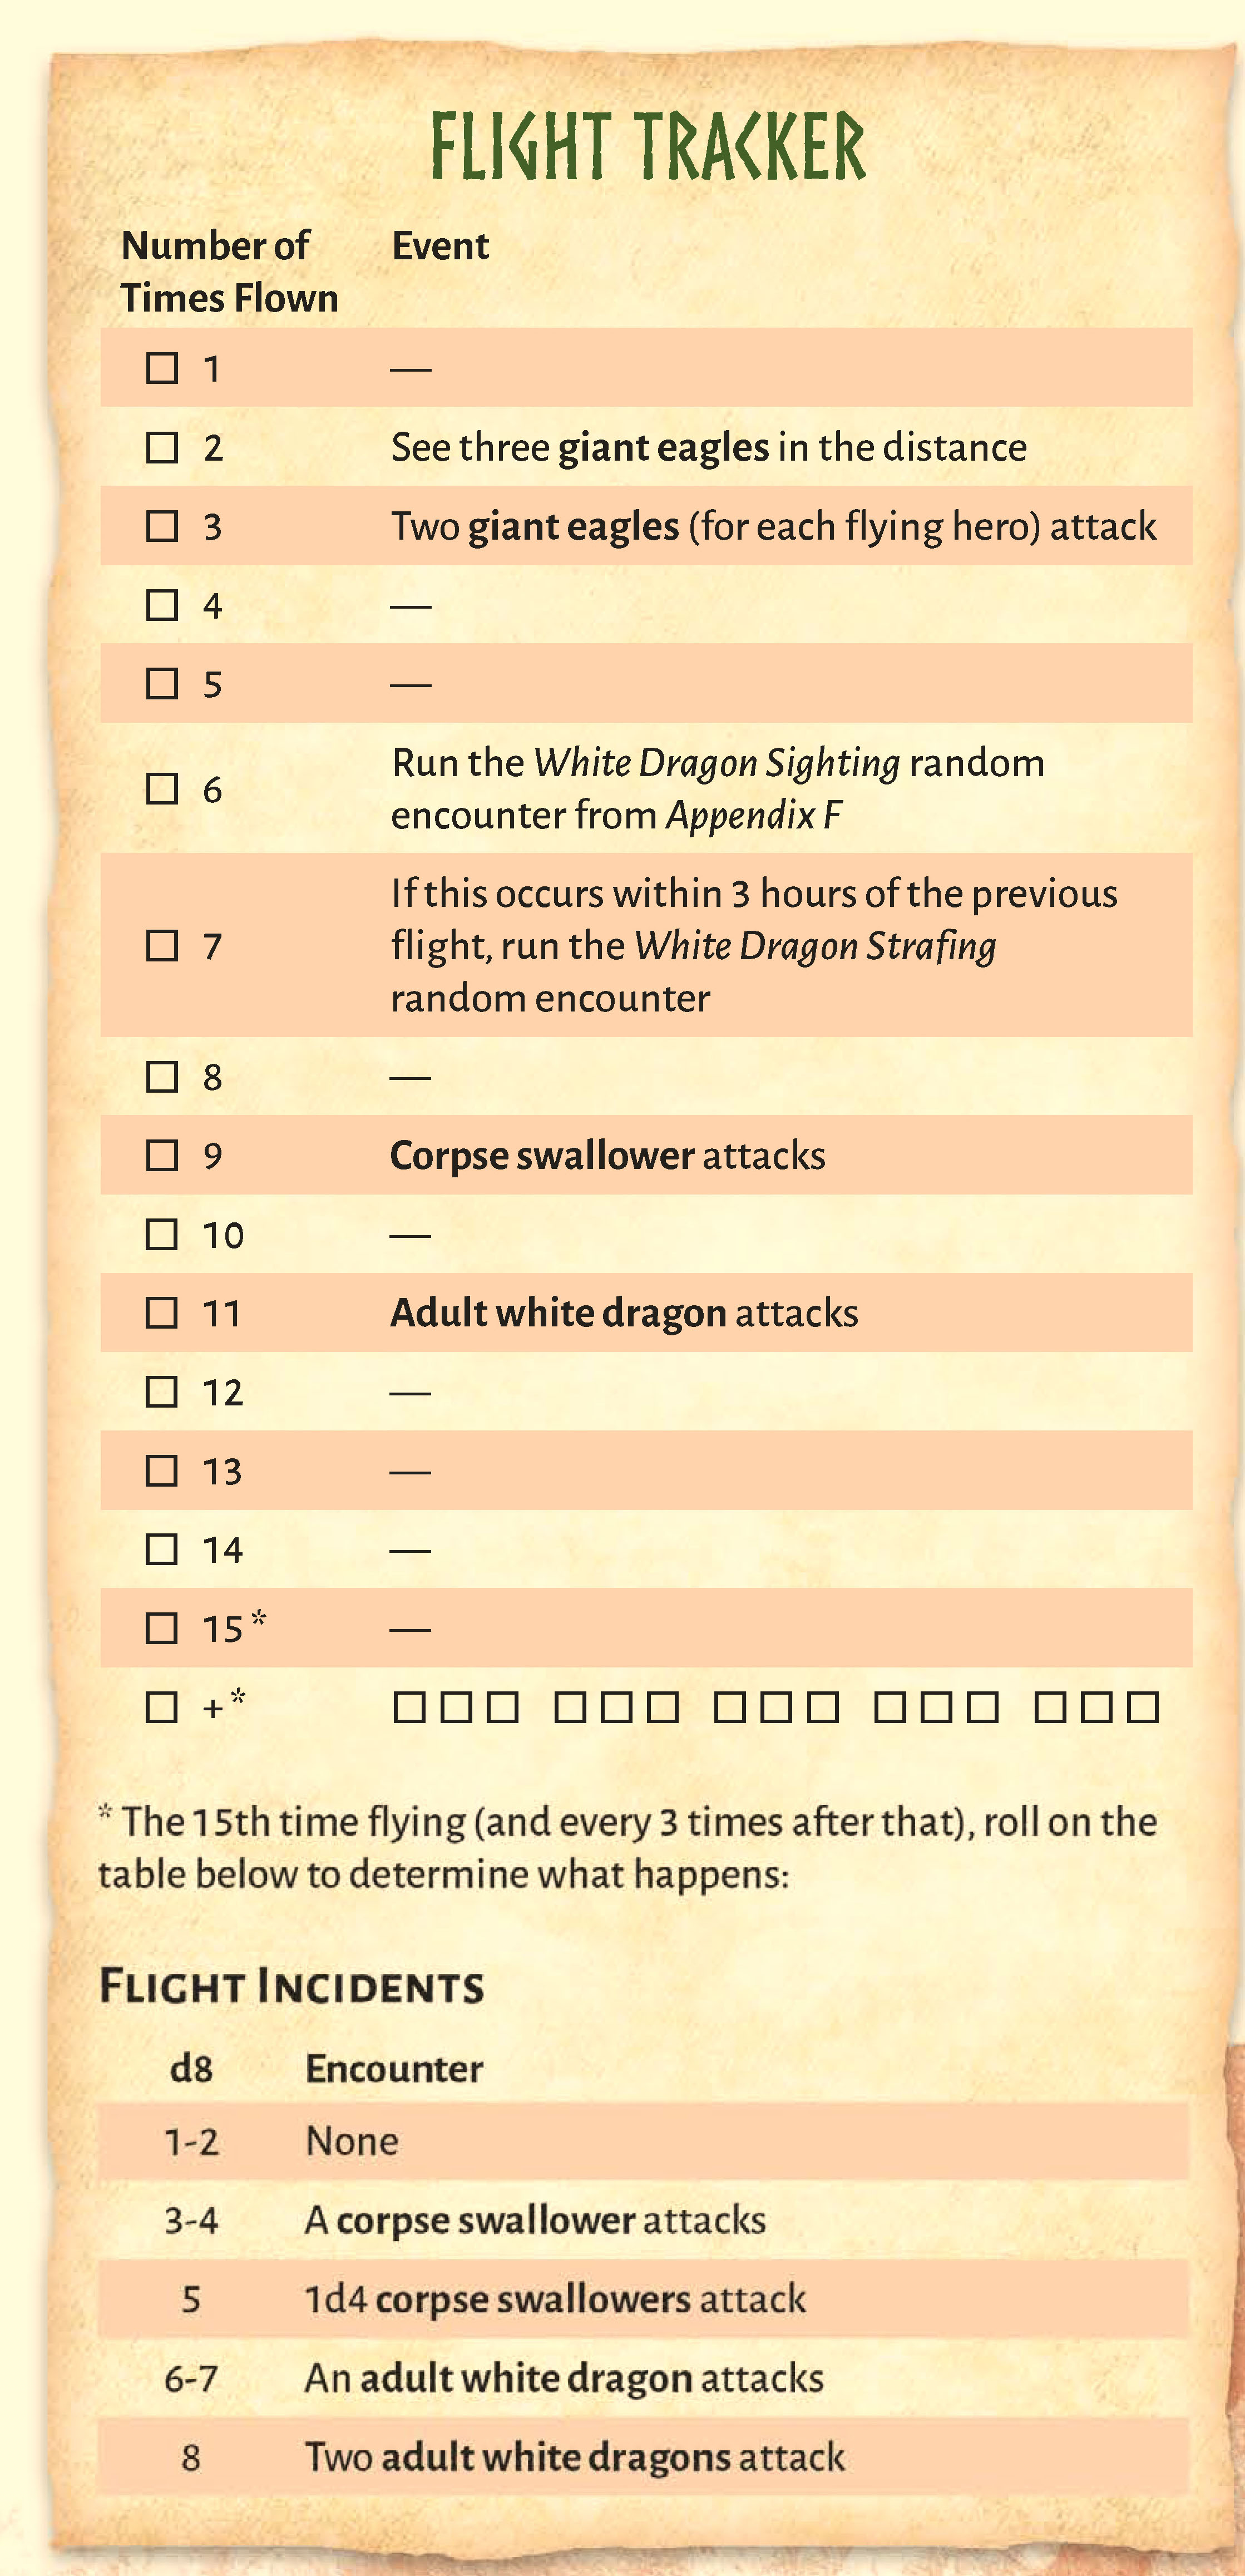 FLIGHT TRACKER
Number of Event
Times Flown
☐ 1 —
☐ 2 See three giant eagles in the distance
☐ 3 Two giant eagles (for each flying hero) attack
☐ 4 —
☐ 5 —
Run the White Dragon Sighting random
☐ 6
encounter from Appendix F
If this occurs within 3 hours of the previous
☐ 7 flight, run the White Dragon Strafing
random encounter
☐ 8 —
☐ 9 Corpse swallower attacks
☐ 10 —
☐ 11 Adult white dragon attacks
☐ 12 —
☐ 13 —
☐ 14 —
☐ 15* —
☐ +* ☐☐☐ ☐☐☐ ☐☐☐ ☐☐☐ ☐☐☐
* The 15th time flying (and every 3 times after that), roll on the
table below to determine what happens:
FLIGHT INCIDENTS
d8 Encounter
1-2 None
3-4 A corpse swallower attacks
5 1d4 corpse swallowers attack
6-7 An adult white dragon attacks
8 Two adult white dragons attack